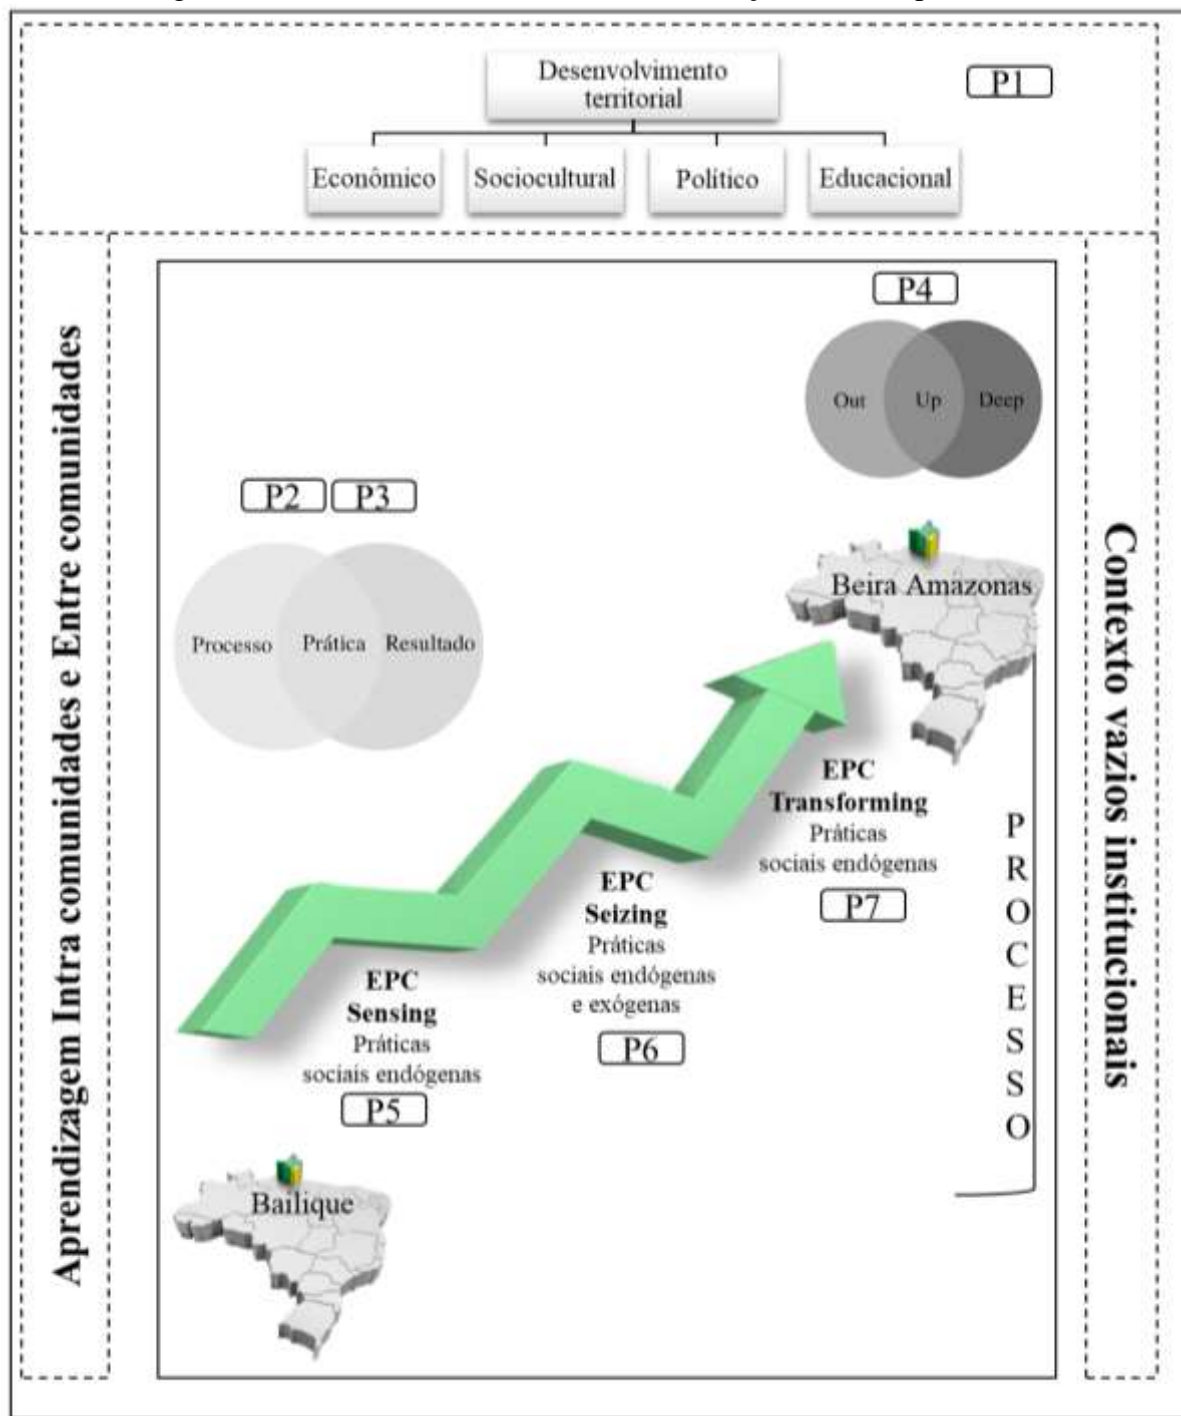 Desenvolvimento
territorial
P1
Econômico
Sociocultural
Político
Educacional
Aprendizagem Intra comunidades e Entre comunidades
P4
Out
Up
Deep
P2
P3
Processo
Prática
Resultado
Beira Amazonas
EPC
Transforming
Práticas
sociais endógenas
P7
EPC
Seizing
Práticas
sociais endógenas
e exógenas
P6
EPC
Sensing
Práticas
sociais endógenas
P5
Bailique
PROCESSO
Contexto vazios institucionais